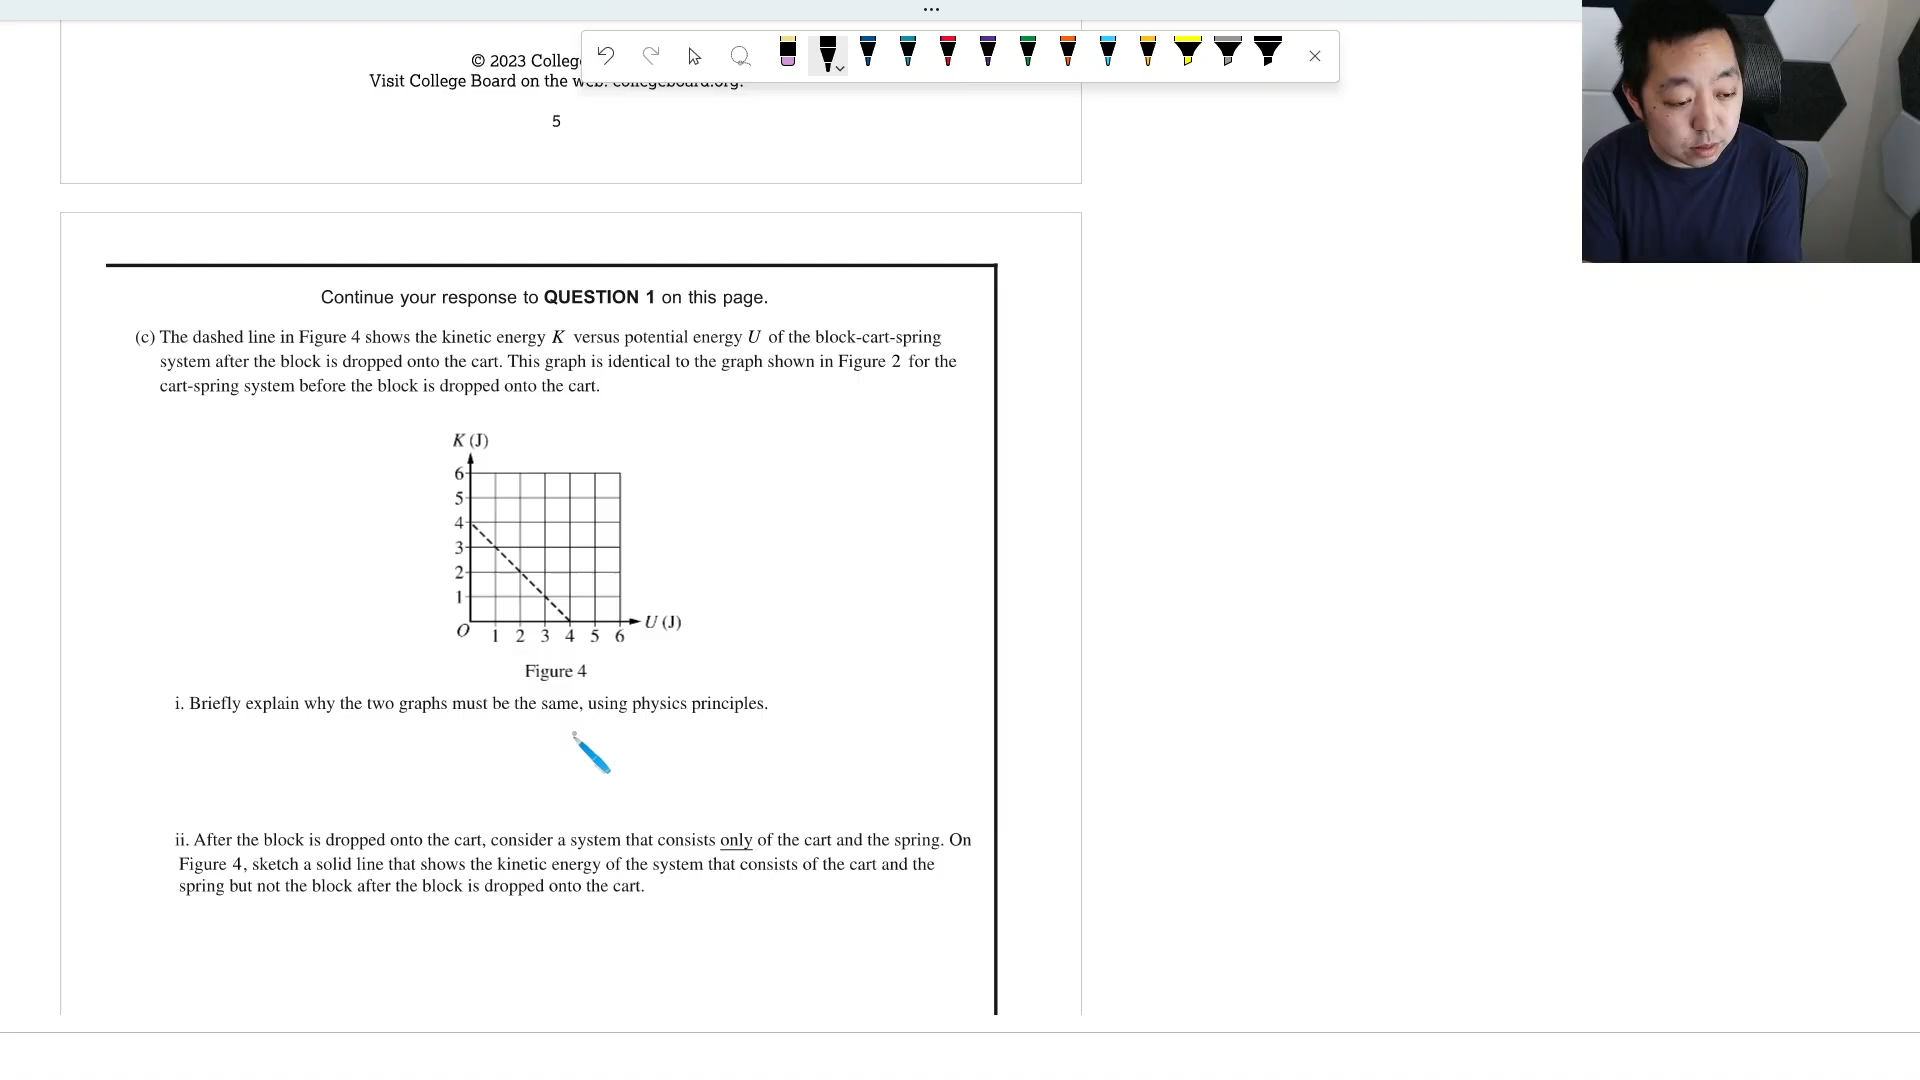 ...
© 2023 Colleg
Visit College Board on the web: collegeboard.org.
5
Continue your response to QUESTION 1 on this page.
(c) The dashed line in Figure 4 shows the kinetic energy K versus potential energy U of the block-cart-spring
system after the block is dropped onto the cart. This graph is identical to the graph shown in Figure 2 for the
cart-spring system before the block is dropped onto the cart.
K (J)
6
5
4
3
2
1
O 1 2 3 4 5 6
U (J)
Figure 4
i. Briefly explain why the two graphs must be the same, using physics principles.
ii. After the block is dropped onto the cart, consider a system that consists only of the cart and the spring. On
Figure 4, sketch a solid line that shows the kinetic energy of the system that consists of the cart and the
spring but not the block after the block is dropped onto the cart.